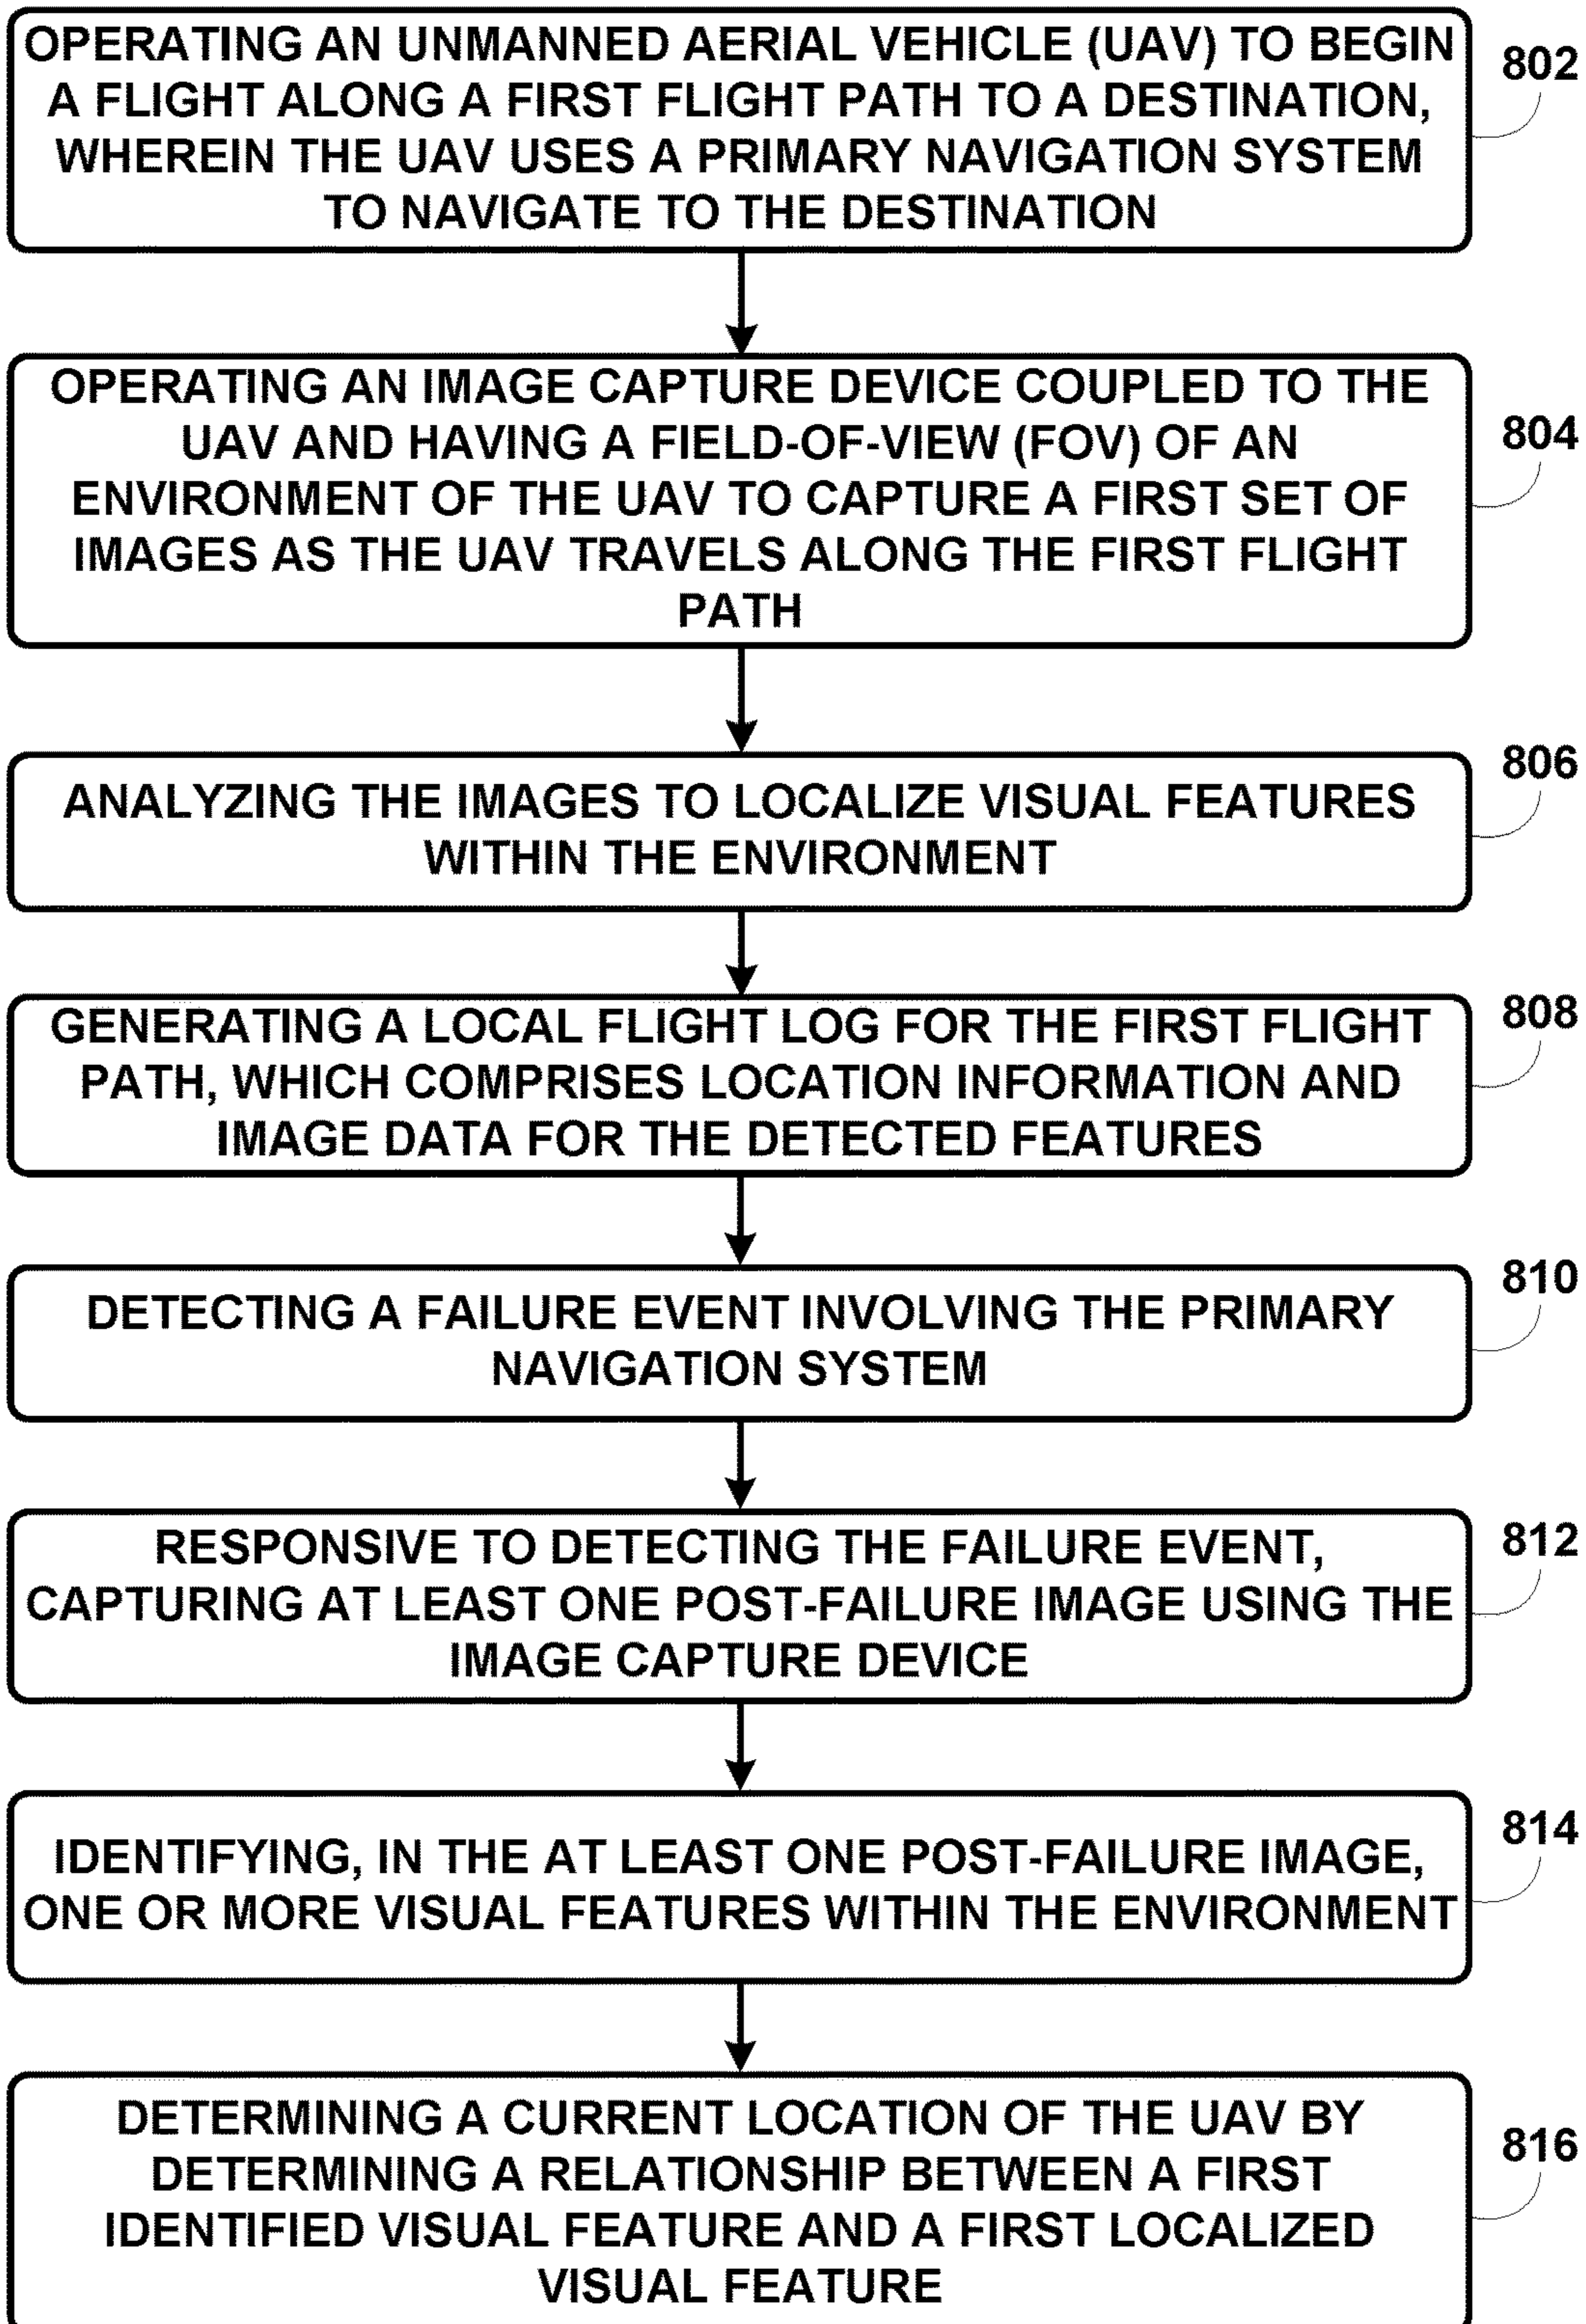 OPERATING AN UNMANNED AERIAL VEHICLE (UAV) TO BEGIN
A FLIGHT ALONG A FIRST FLIGHT PATH TO A DESTINATION,
WHEREIN THE UAV USES A PRIMARY NAVIGATION SYSTEM
TO NAVIGATE TO THE DESTINATION
802
OPERATING AN IMAGE CAPTURE DEVICE COUPLED TO THE
UAV AND HAVING A FIELD-OF-VIEW (FOV) OF AN
ENVIRONMENT OF THE UAV TO CAPTURE A FIRST SET OF
IMAGES AS THE UAV TRAVELS ALONG THE FIRST FLIGHT
PATH
804
ANALYZING THE IMAGES TO LOCALIZE VISUAL FEATURES
WITHIN THE ENVIRONMENT
806
GENERATING A LOCAL FLIGHT LOG FOR THE FIRST FLIGHT
PATH, WHICH COMPRISES LOCATION INFORMATION AND
IMAGE DATA FOR THE DETECTED FEATURES
808
DETECTING A FAILURE EVENT INVOLVING THE PRIMARY
NAVIGATION SYSTEM
810
RESPONSIVE TO DETECTING THE FAILURE EVENT,
CAPTURING AT LEAST ONE POST-FAILURE IMAGE USING THE
IMAGE CAPTURE DEVICE
812
IDENTIFYING, IN THE AT LEAST ONE POST-FAILURE IMAGE,
ONE OR MORE VISUAL FEATURES WITHIN THE ENVIRONMENT
814
DETERMINING A CURRENT LOCATION OF THE UAV BY
DETERMINING A RELATIONSHIP BETWEEN A FIRST
IDENTIFIED VISUAL FEATURE AND A FIRST LOCALIZED
VISUAL FEATURE
816